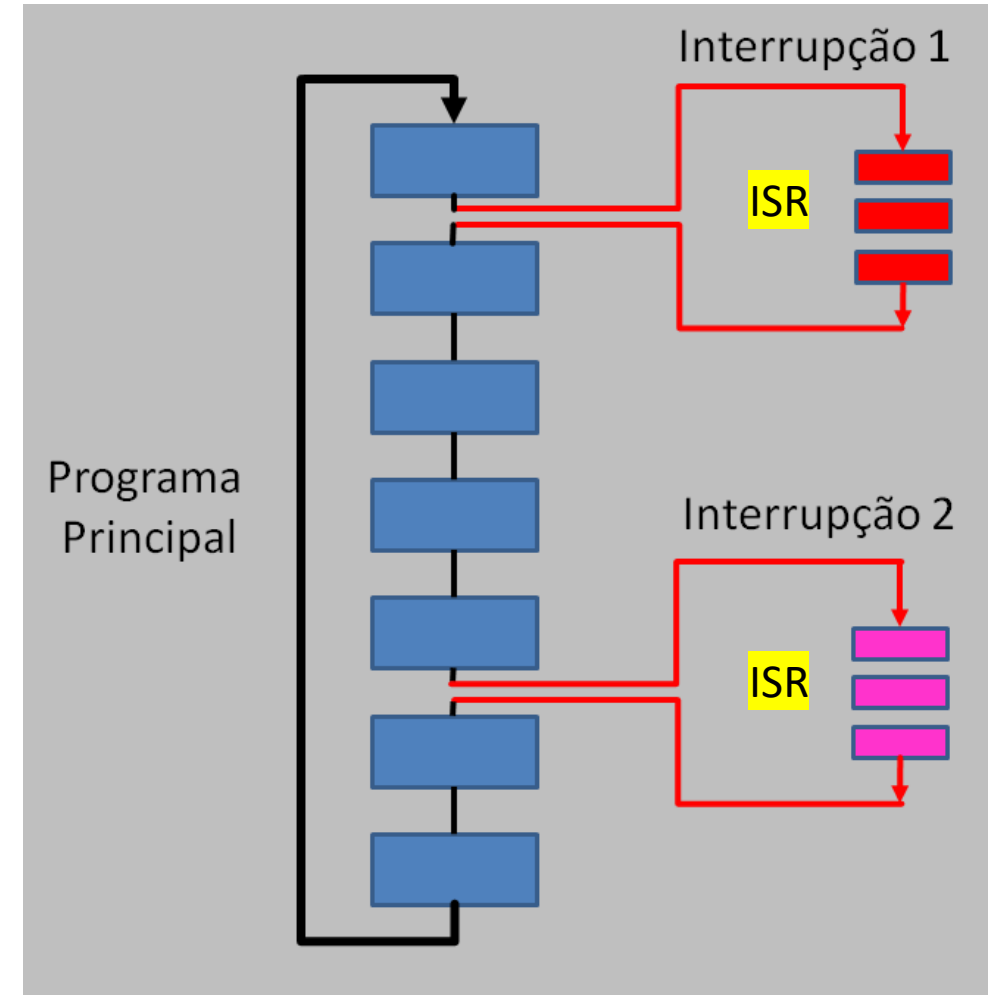 Interrupção 1
ISR
Programa
Principal
Interrupção 2
ISR